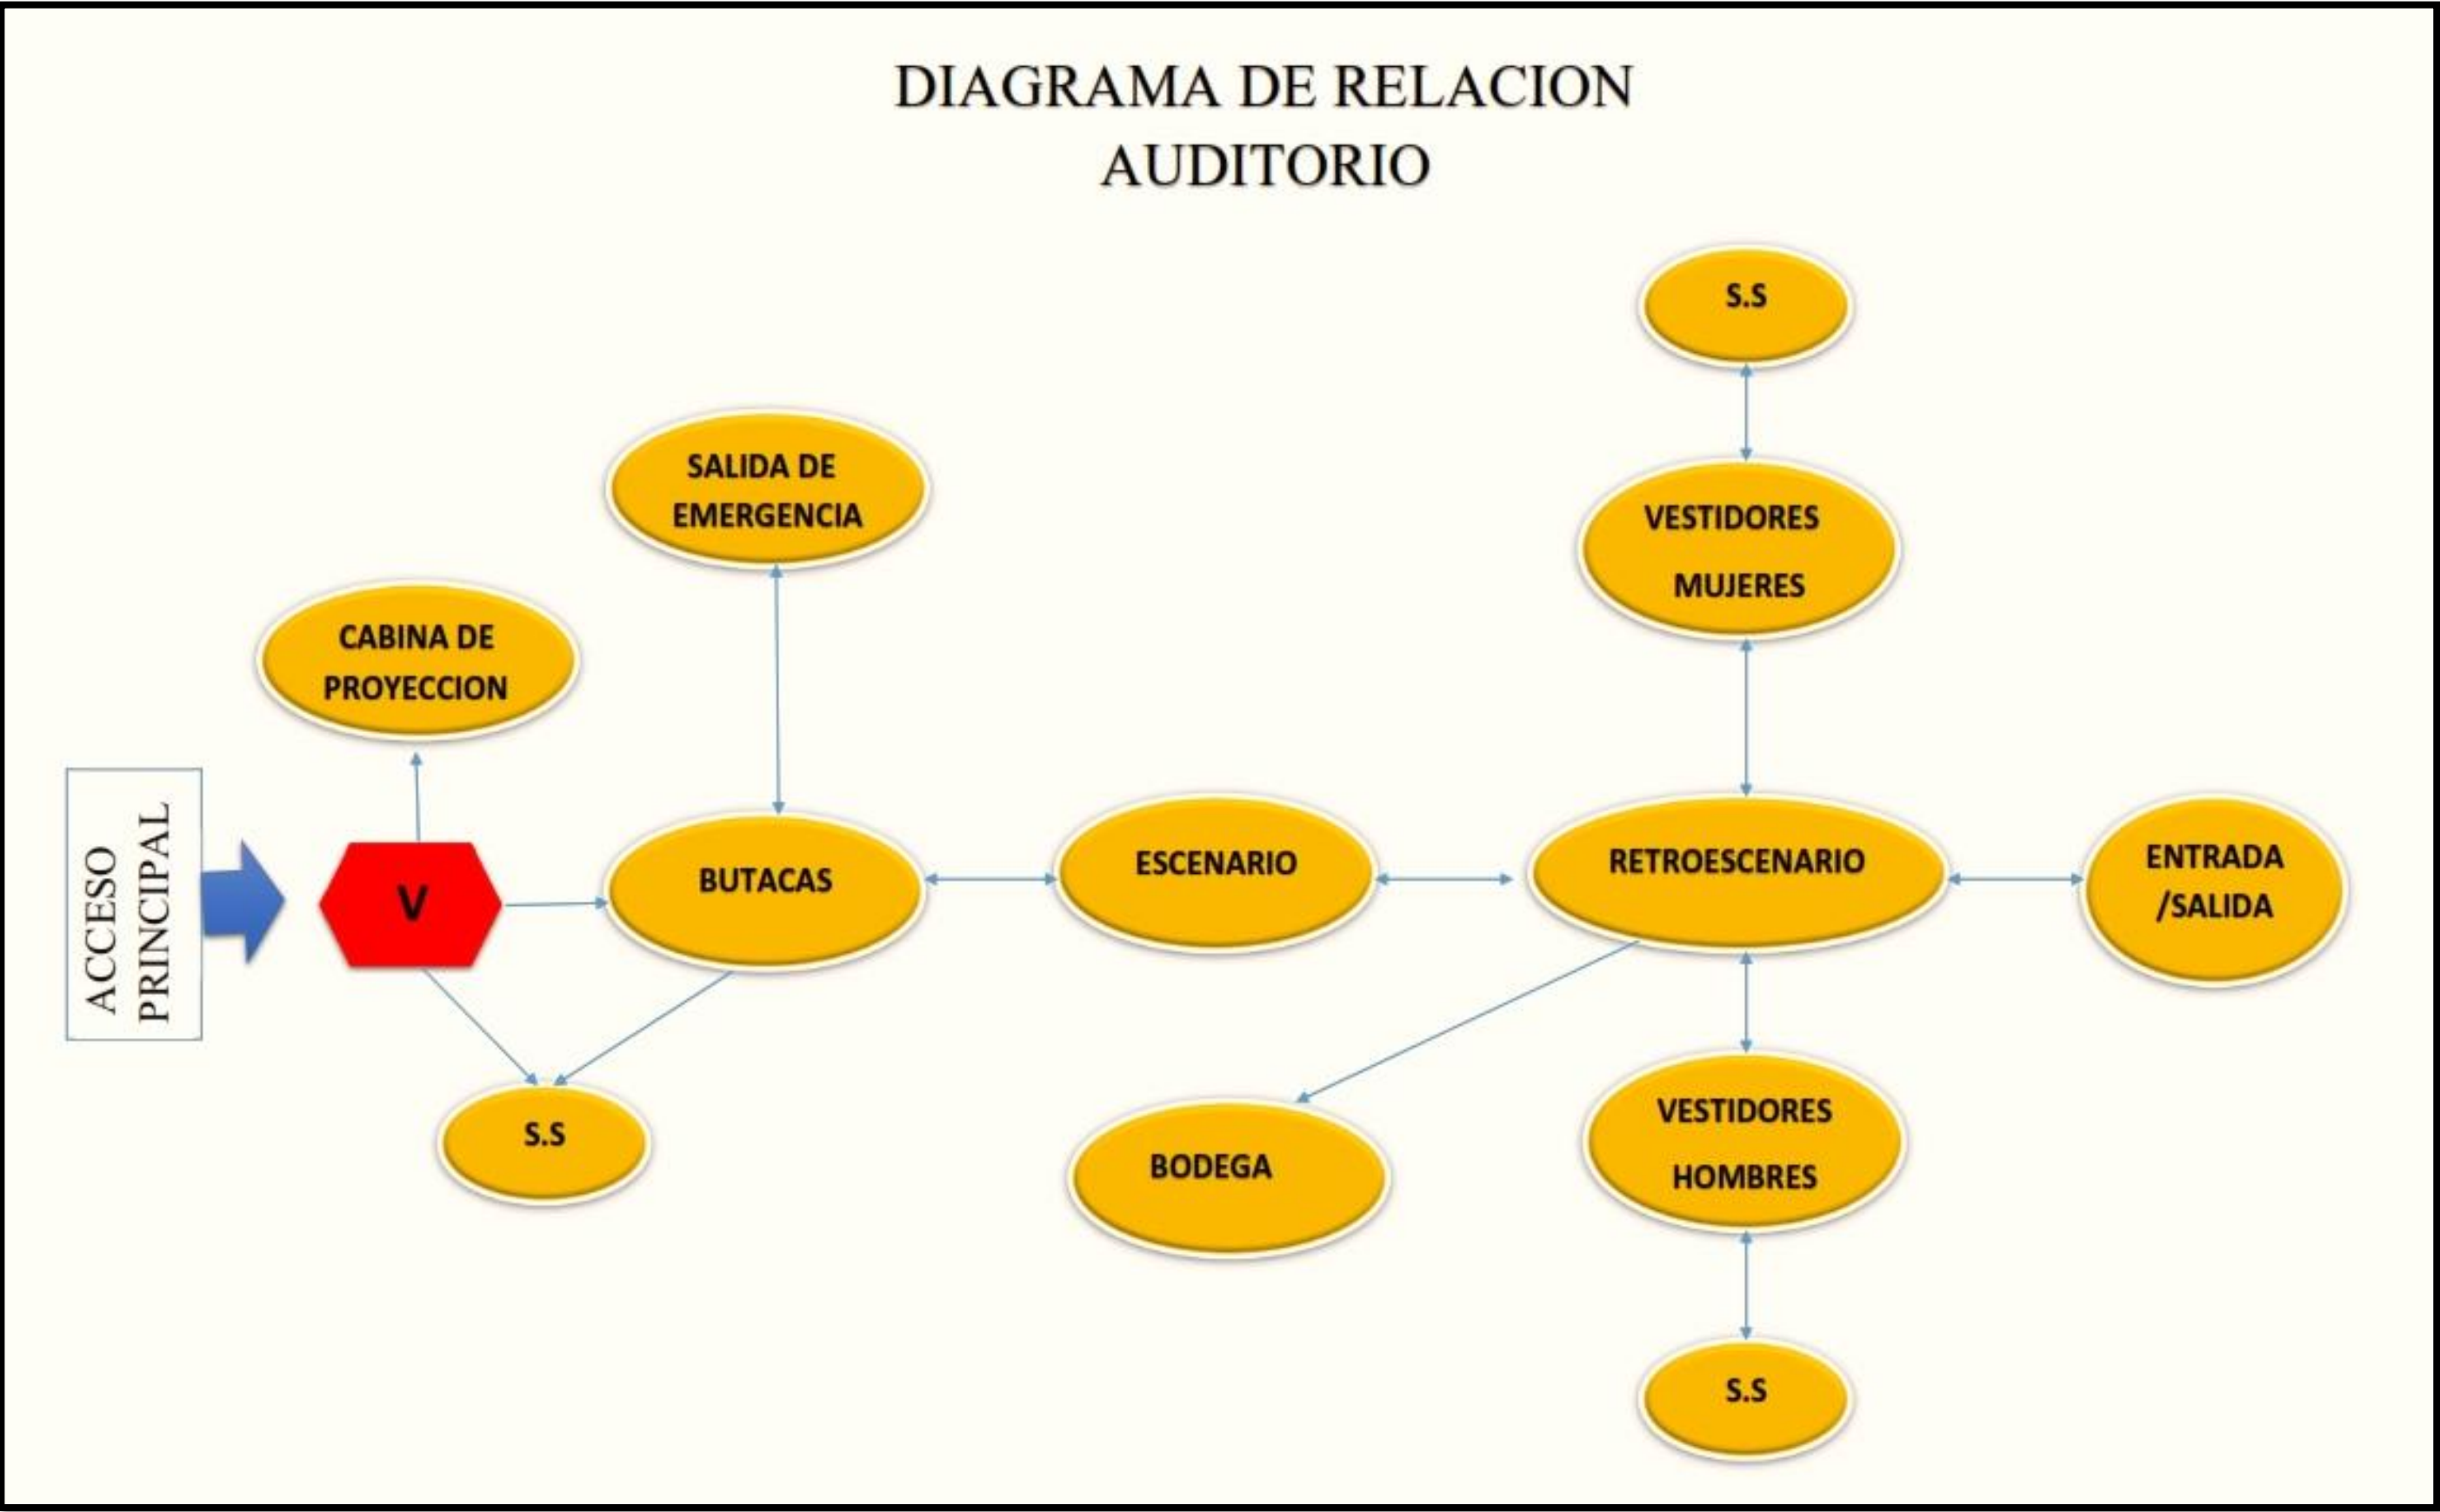 DIAGRAMA DE RELACION
AUDITORIO
S.S
SALIDA DE
EMERGENCIA
VESTIDORES
MUJERES
CABINA DE
PROYECCION
ACCESO
PRINCIPAL
V
BUTACAS
ESCENARIO
RETROESCENARIO
ENTRADA
/SALIDA
S.S
BODEGA
VESTIDORES
HOMBRES
S.S